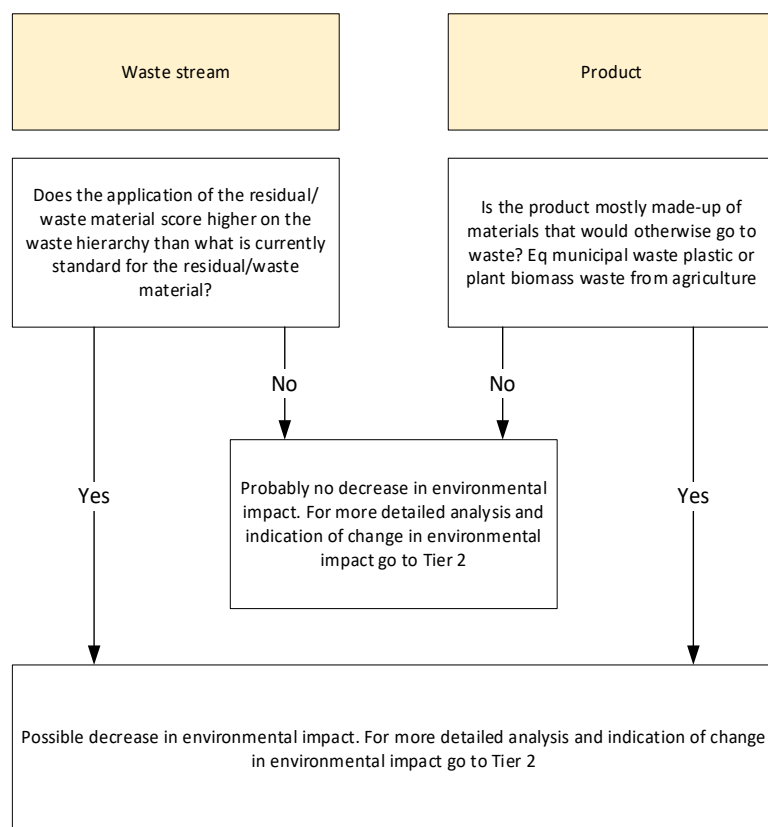 Waste stream
Product
Does the application of the residual/
waste material score higher on the
waste hierarchy than what is currently
standard for the residual/waste
material?
Is the product mostly made-up of
materials that would otherwise go to
waste? Eq municipal waste plastic or
plant biomass waste from agriculture
No
No
Probably no decrease in environmental
impact. For more detailed analysis and
indication of change in environmental
impact go to Tier 2
Yes
Yes
Possible decrease in environmental impact. For more detailed analysis and indication of change
in environmental impact go to Tier 2